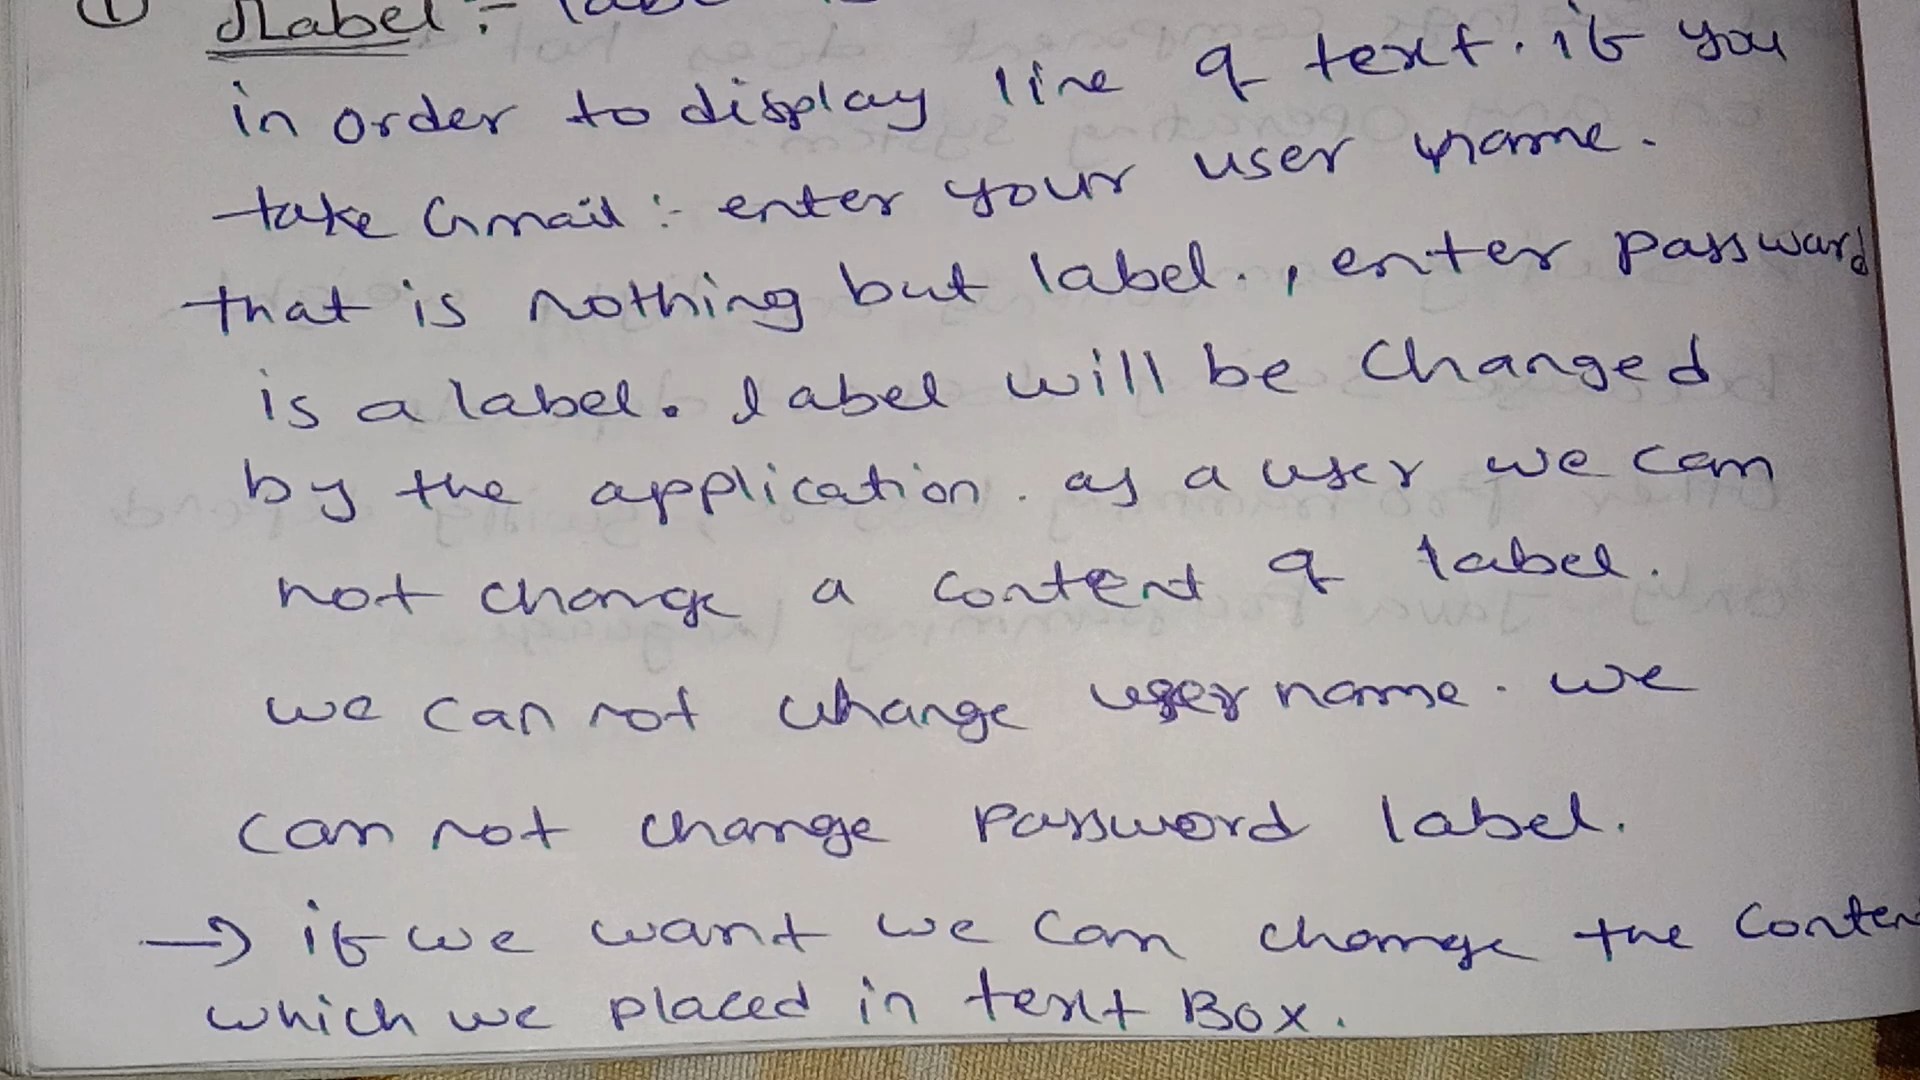 ① JLabel :-
in order to display line of text. if you
take Gmail :- enter your user name.
that is nothing but label. , enter password
is a label. label will be changed
by the application. as a user we can
not change a content of label.
we can not change user name. we
can not change password label.
→ if we want we can change the conten
which we placed in text Box.